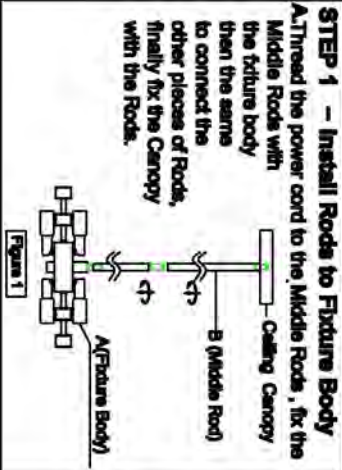 STEP 1 – Install Rods to Fixture Body
A.Thread the power cord to the Middle Rods , fix the
Middle Rods with
the fixture body
then the same
to connect the
other pieces of Rods,
finally fix the Canopy
with the Rods.
Ceiling Canopy
B (Middle Rod)
A(Fixture Body)
Figure 1